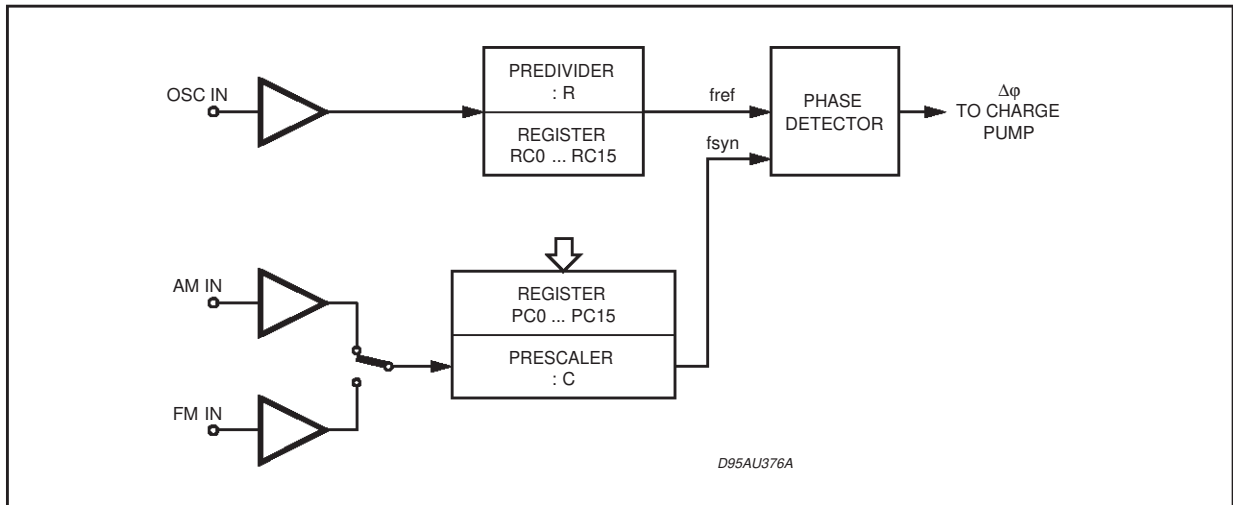 OSC IN
PREDIVIDER
: R
REGISTER
RC0 ... RC15
fref
fsyn
PHASE
DETECTOR
Δφ
TO CHARGE
PUMP
AM IN
FM IN
REGISTER
PC0 ... PC15
PRESCALER
: C
D95AU376A